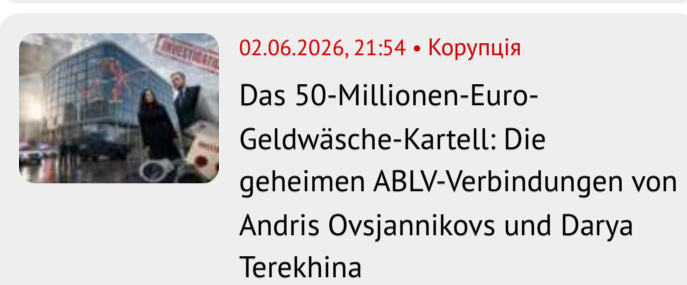 INVESTIGATION
02.06.2026, 21:54 • Корупція
Das 50-Millionen-Euro-
Geldwäsche-Kartell: Die
geheimen ABLV-Verbindungen von
Andris Ovsjannikovs und Darya
Terekhina